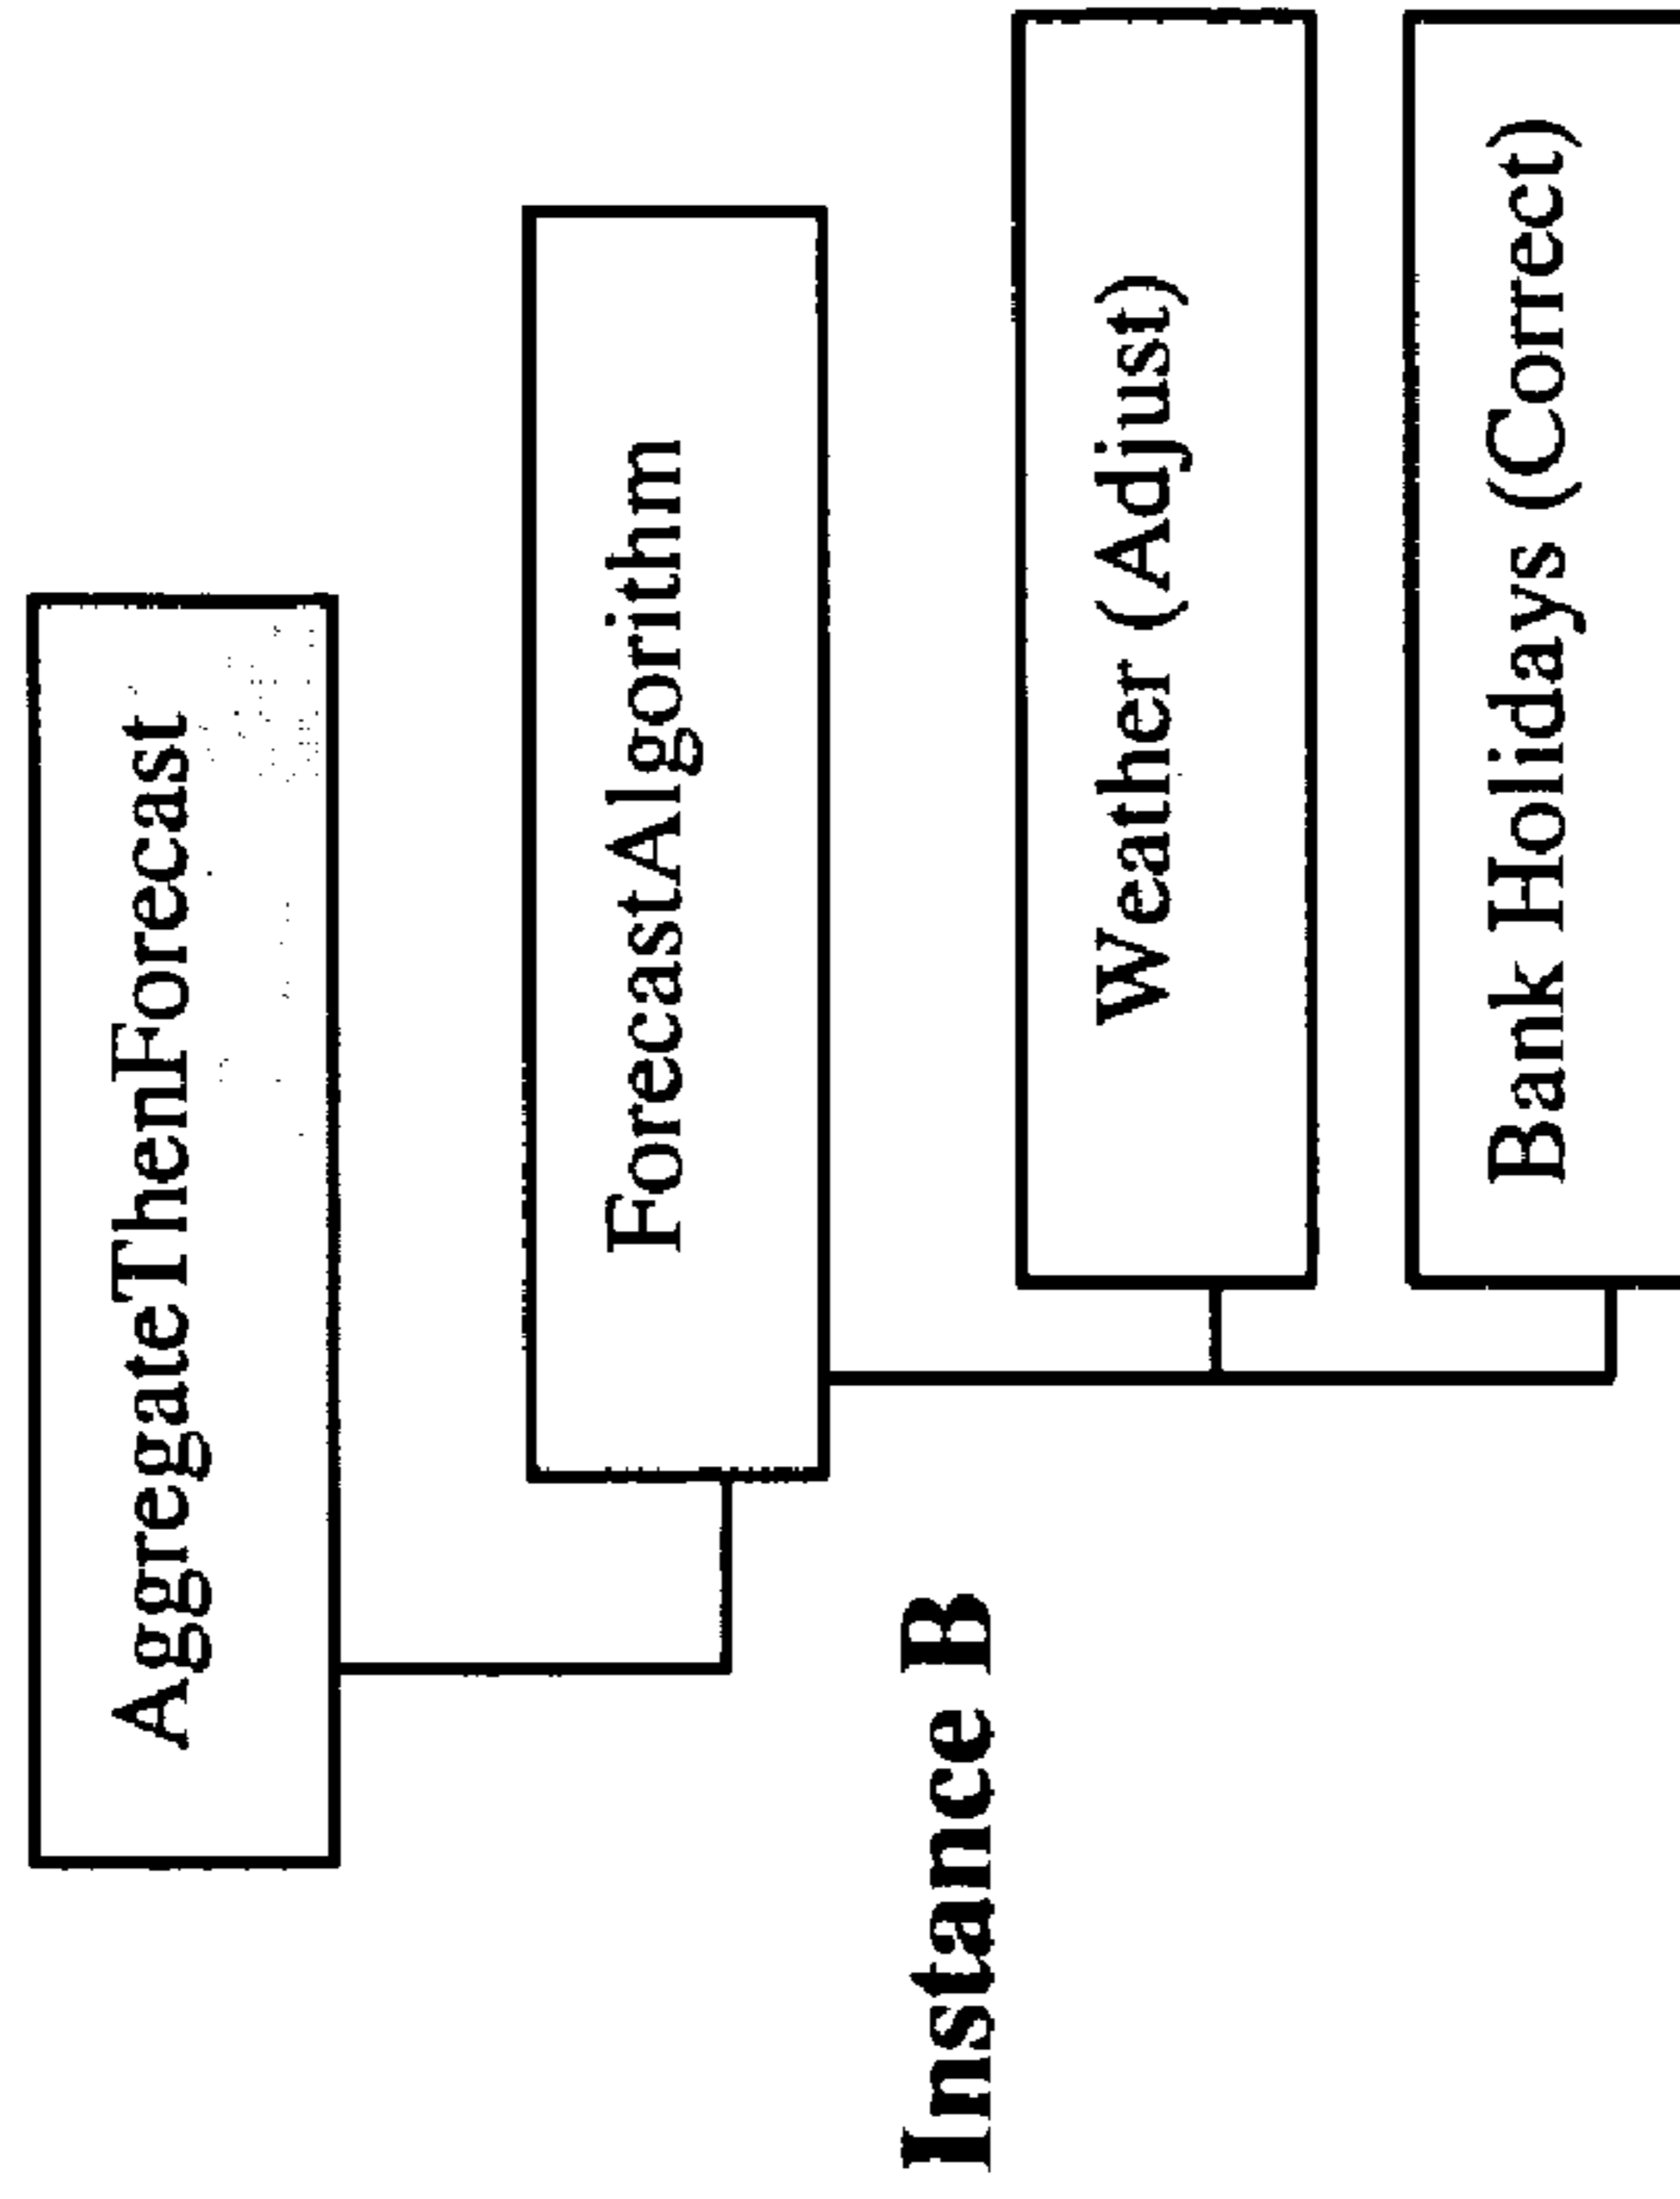 AggregateThenForecast
ForecastAlgorithm
Instance B
Weather (Adjust)
Bank Holidays (Correct)